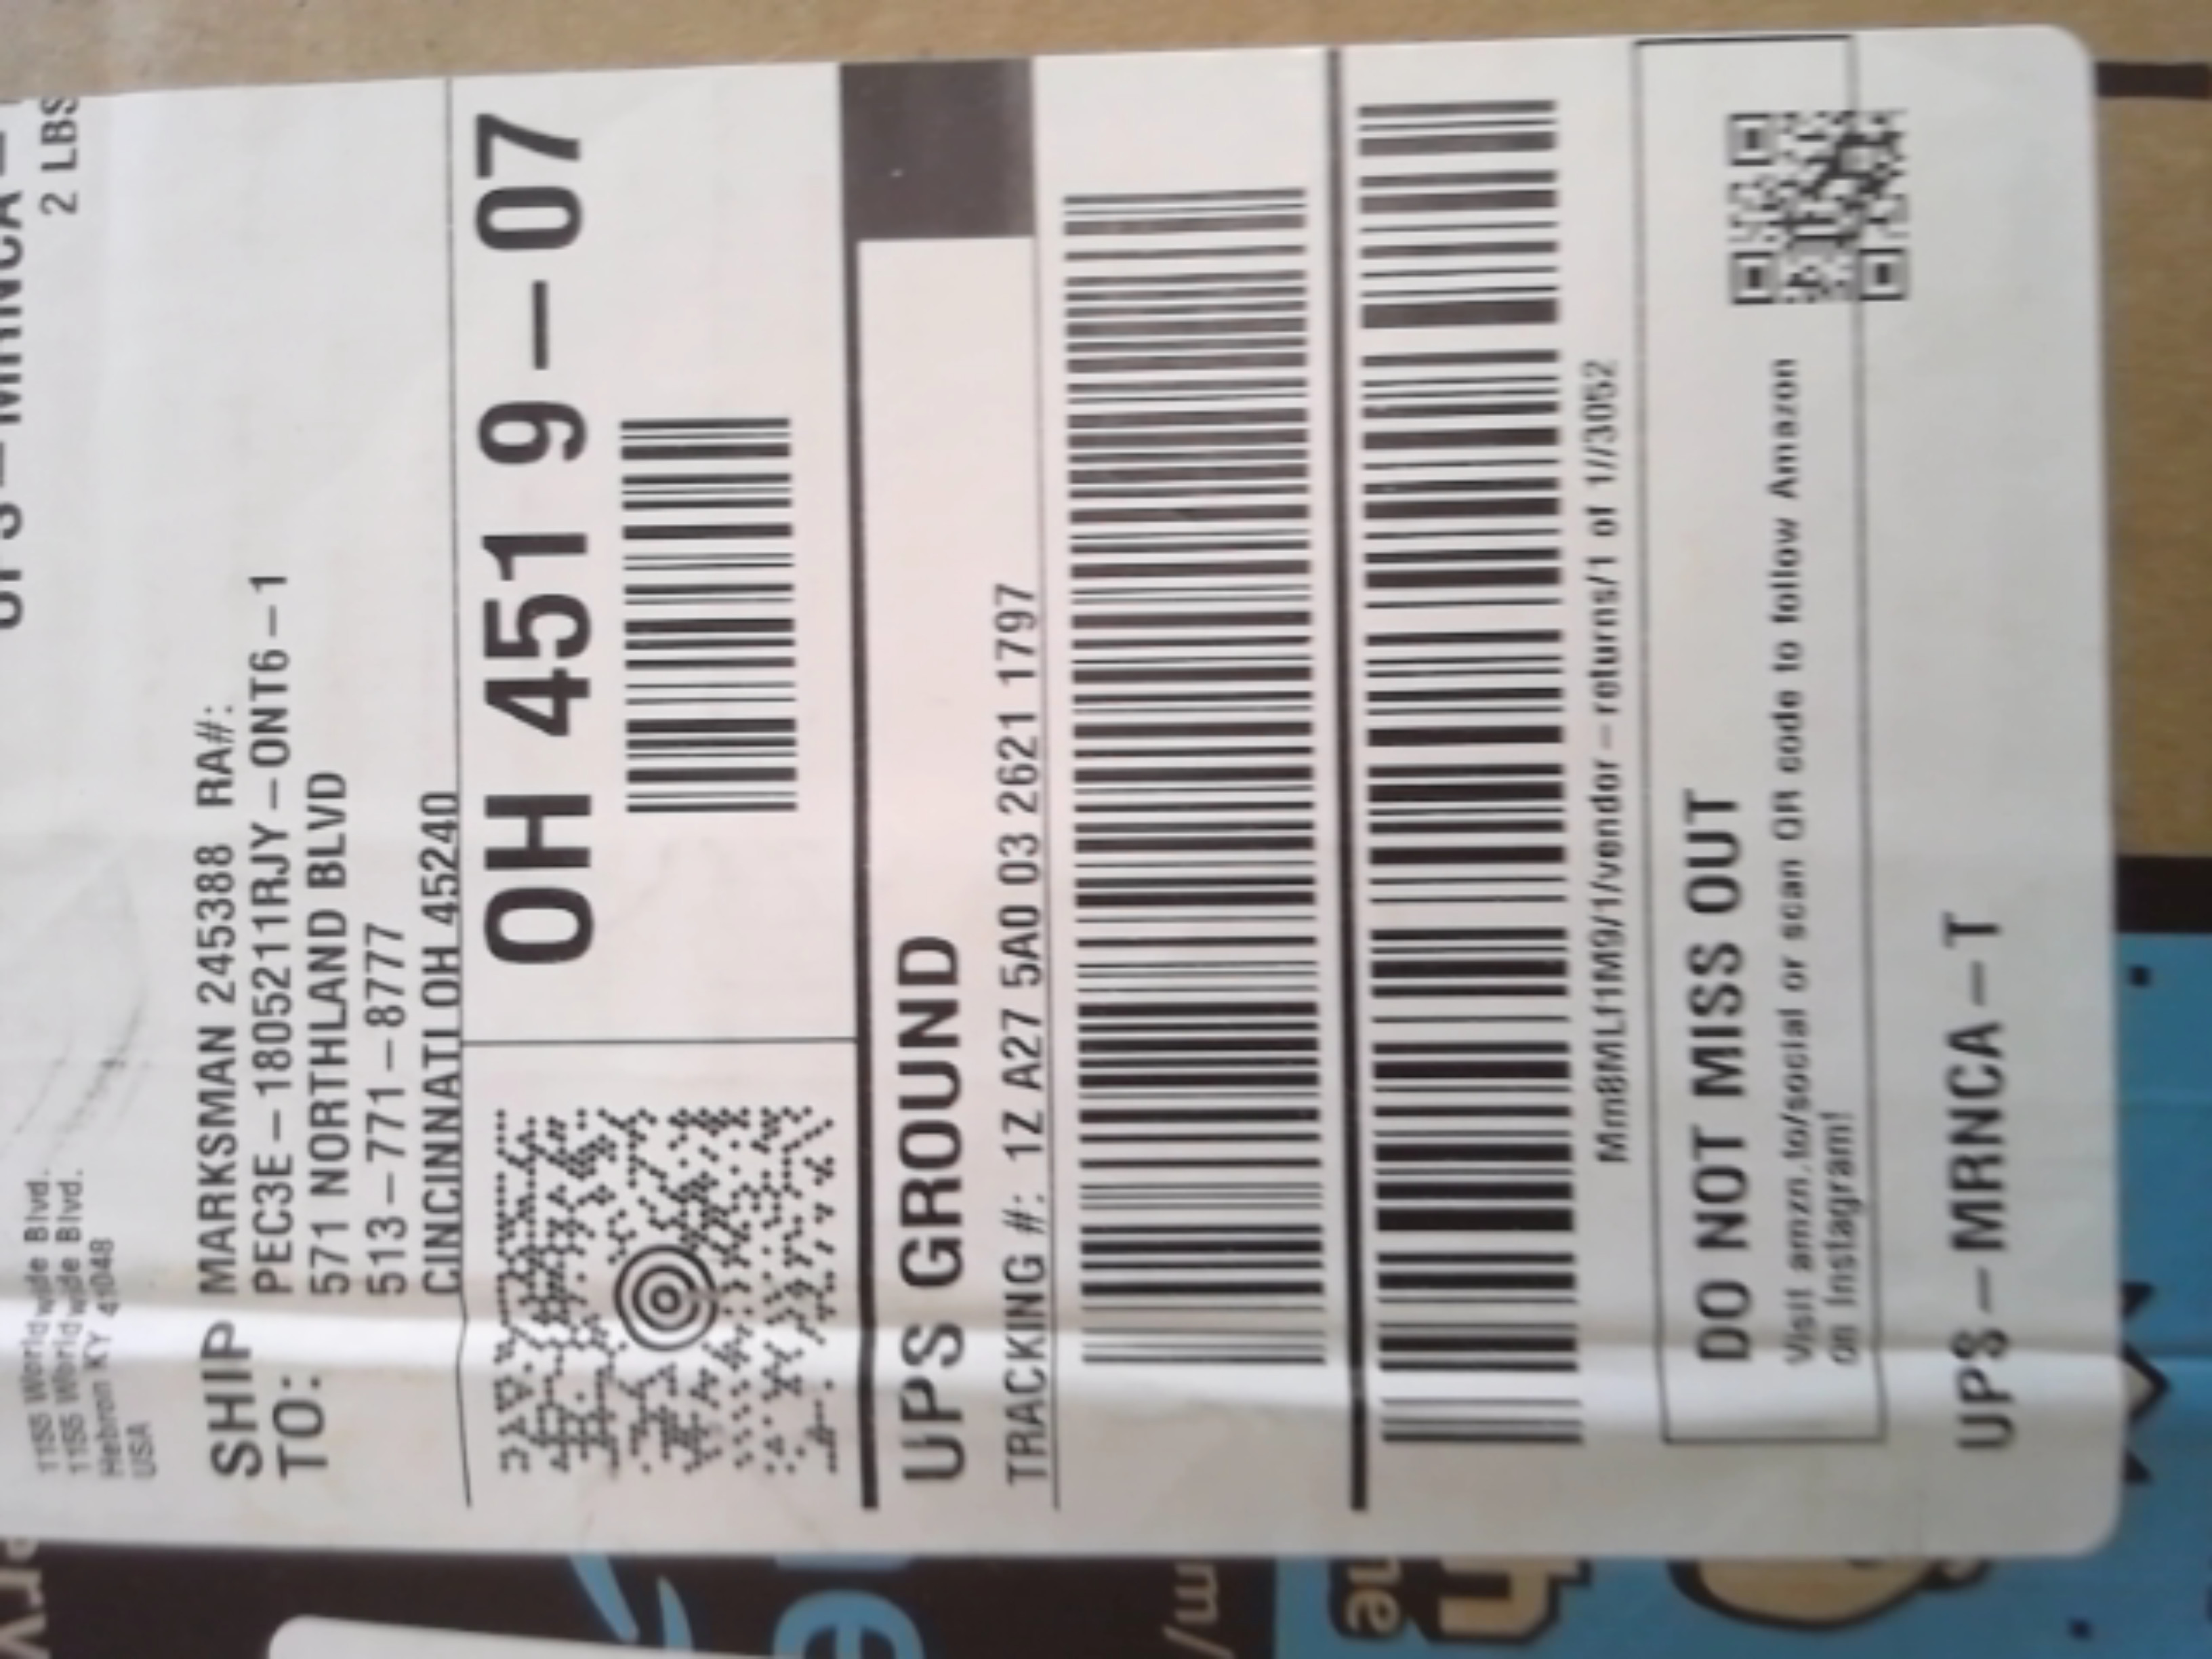 UPS-MRNCA-T
2 LBS
1155 Worldwide Blvd.
1155 Worldwide Blvd.
Hebron KY 41048
USA
SHIP TO:
MARKSMAN 245388 RA#:
PEC3E-1805211RJY-ONT6-1
571 NORTHLAND BLVD
513-771-8777
CINCINNATI OH 45240
OH 451 9-07
UPS GROUND
TRACKING #: 1Z A27 5A0 03 2621 1797
Mm8MLf1M9/1/vendor-returns/1 of 1//3052
DO NOT MISS OUT
Visit amzn.to/social or scan QR code to follow Amazon
on Instagram!
UPS-MRNCA-T